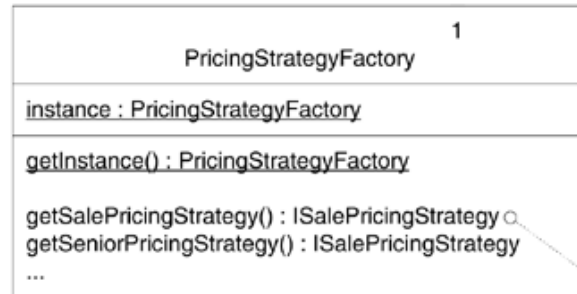 1
PricingStrategyFactory
instance : PricingStrategyFactory
getInstance() : PricingStrategyFactory
getSalePricingStrategy() : ISalePricingStrategy
getSeniorPricingStrategy() : ISalePricingStrategy
...